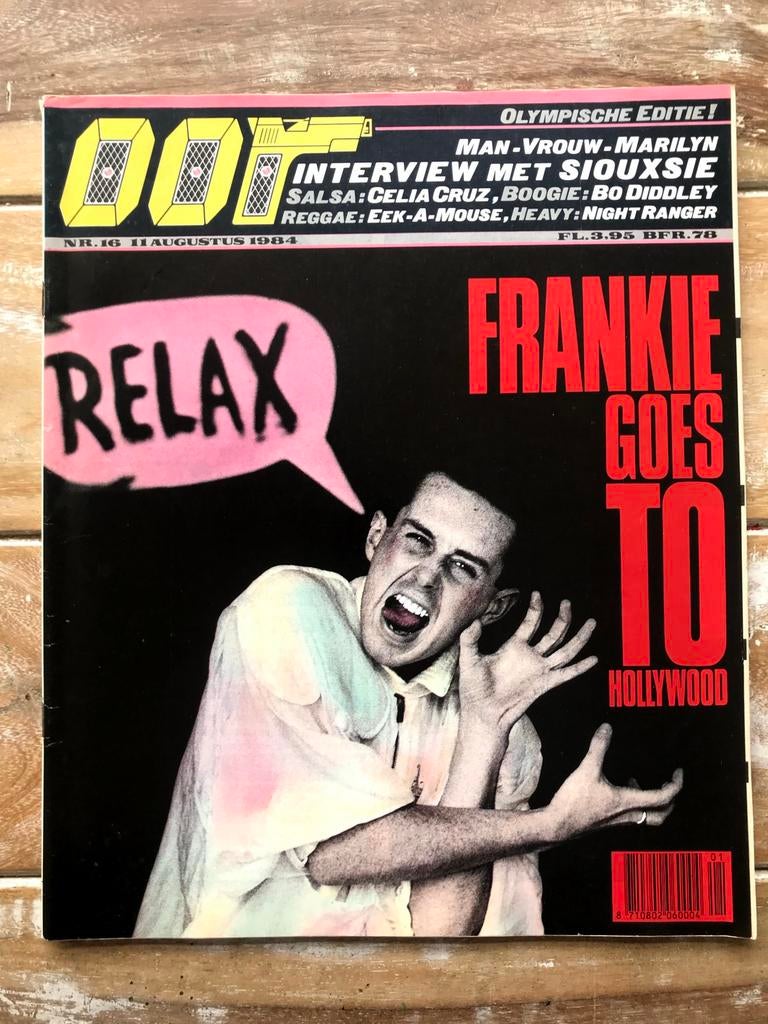 OOR
OLYMPISCHE EDITIE!
MAN-VROUW-MARILYN
INTERVIEW MET SIOUXSIE
SALSA: CELIA CRUZ, BOOGIE: BO DIDDLEY
REGGAE: EEK-A-MOUSE, HEAVY: NIGHT RANGER
NR.16 11 AUGUSTUS 1984 FL.3,95 BFR.78
RELAX
FRANKIE
GOES
TO
HOLLYWOOD
01
8 710802 060004